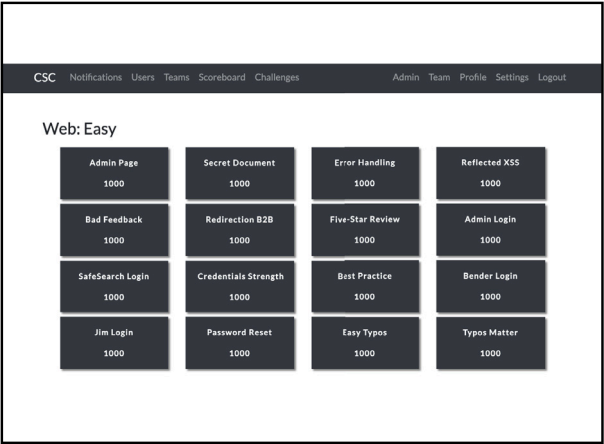 CSC Notifications Users Teams Scoreboard Challenges Admin Team Profile Settings Logout
Web: Easy
Admin Page Secret Document Error Handling Reflected XSS
1000 1000 1000 1000
Bad Feedback Redirection B2B Five-Star Review Admin Login
1000 1000 1000 1000
SafeSearch Login Credentials Strength Best Practice Bender Login
1000 1000 1000 1000
Jim Login Password Reset Easy Typos Typos Matter
1000 1000 1000 1000